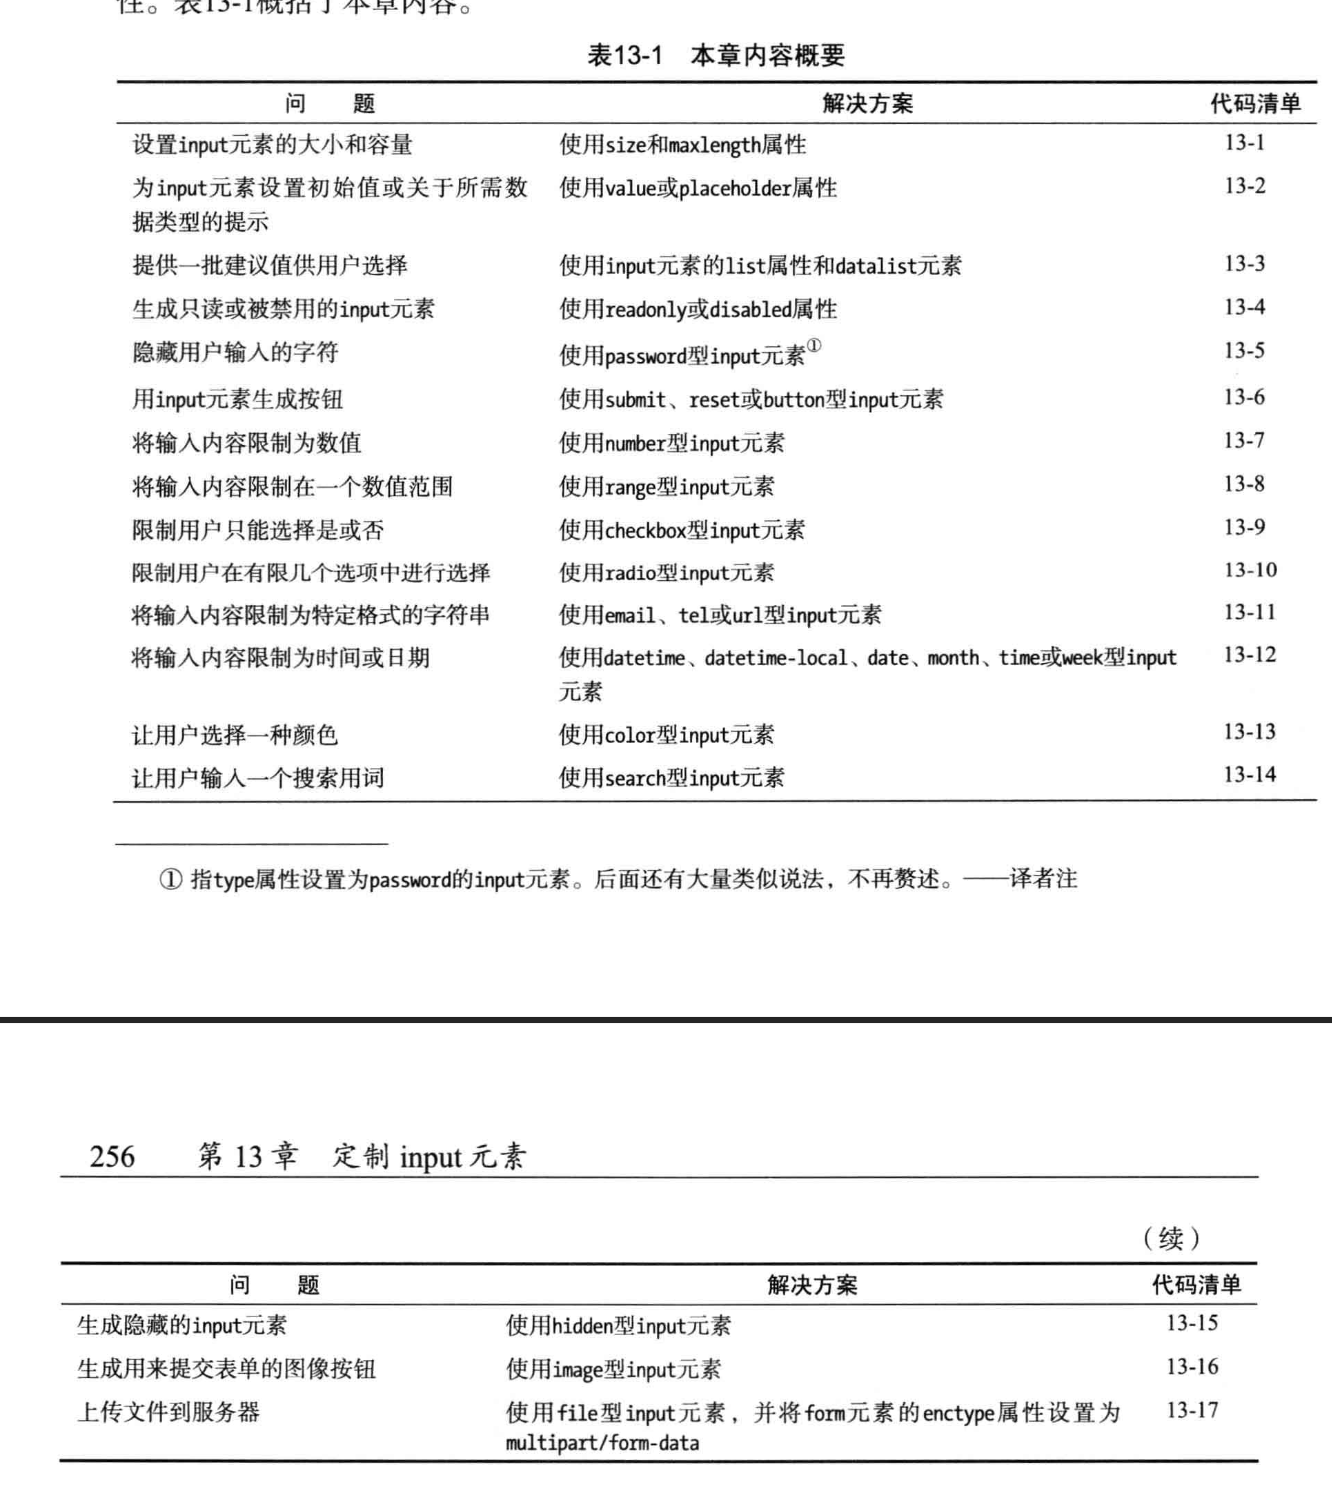 性。表13-1概括了本章内容。
表13-1 本章内容概要
问 题 解决方案 代码清单
设置input元素的大小和容量 使用size和maxlength属性 13-1
为input元素设置初始值或关于所需数 使用value或placeholder属性 13-2
据类型的提示
提供一批建议值供用户选择 使用input元素的list属性和datalist元素 13-3
生成只读或被禁用的input元素 使用readonly或disabled属性 13-4
隐藏用户输入的字符 使用password型input元素① 13-5
用input元素生成按钮 使用submit、reset或button型input元素 13-6
将输入内容限制为数值 使用number型input元素 13-7
将输入内容限制在一个数值范围 使用range型input元素 13-8
限制用户只能选择是或否 使用checkbox型input元素 13-9
限制用户在有限几个选项中进行选择 使用radio型input元素 13-10
将输入内容限制为特定格式的字符串 使用email、tel或url型input元素 13-11
将输入内容限制为时间或日期 使用datetime、datetime-local、date、month、time或week型input 13-12
元素
让用户选择一种颜色 使用color型input元素 13-13
让用户输入一个搜索用词 使用search型input元素 13-14
① 指type属性设置为password的input元素。后面还有大量类似说法，不再赘述。——译者注
256 第 13 章 定制 input 元素
（续）
问 题 解决方案 代码清单
生成隐藏的input元素 使用hidden型input元素 13-15
生成用来提交表单的图像按钮 使用image型input元素 13-16
上传文件到服务器 使用file型input元素，并将form元素的enctype属性设置为 13-17
multipart/form-data